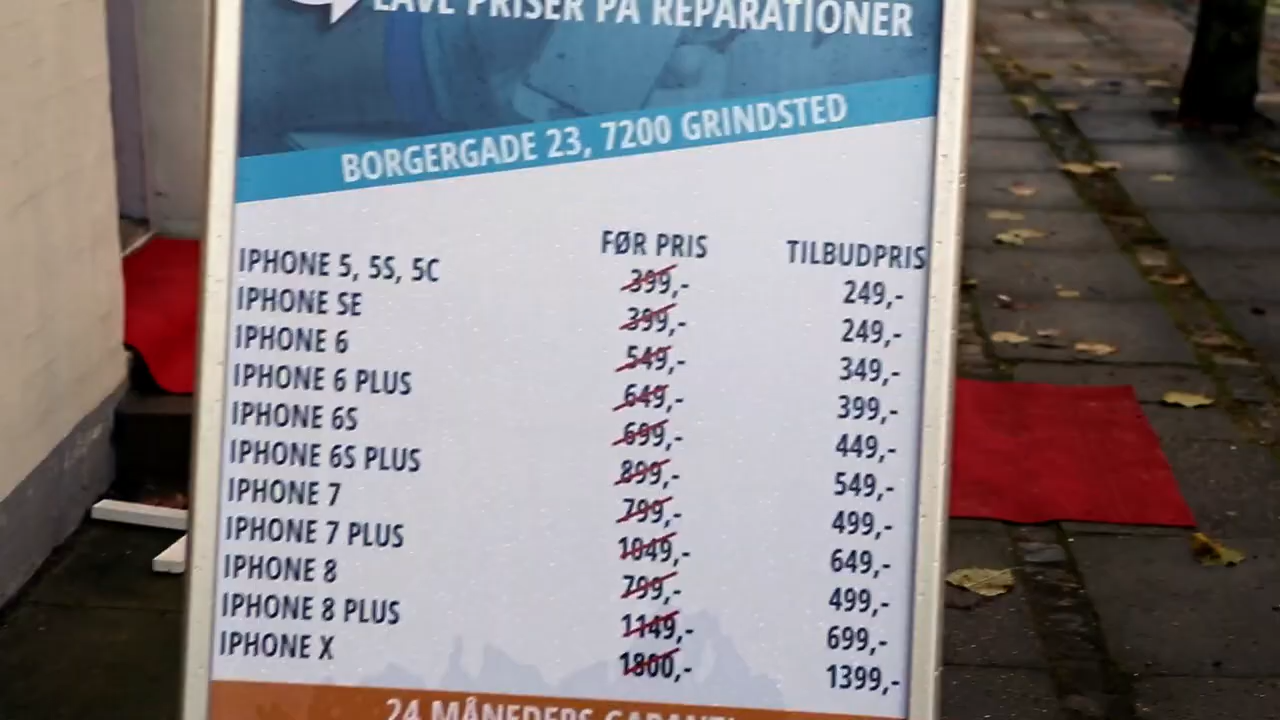 LAVE PRISER PÅ REPARATIONER
BORGERGADE 23, 7200 GRINDSTED
FØR PRIS TILBUDPRIS
IPHONE 5, 5S, 5C 399,- 249,-
IPHONE SE 399,- 249,-
IPHONE 6 549,- 349,-
IPHONE 6 PLUS 649,- 399,-
IPHONE 6S 699,- 449,-
IPHONE 6S PLUS 899,- 549,-
IPHONE 7 799,- 499,-
IPHONE 7 PLUS 1049,- 649,-
IPHONE 8 799,- 499,-
IPHONE 8 PLUS 1149,- 699,-
IPHONE X 1800,- 1399,-
24 MÅNEDERS GARANTI